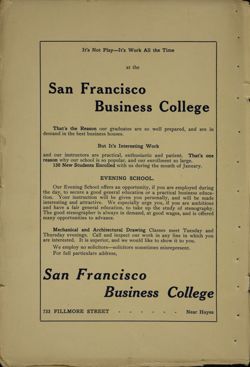 It's Not Play—It's Work All the Time
at the
San Francisco
Business College
That's the Reason our graduates are so well prepared, and are in
demand in the best business houses.
But It's Interesting Work
and our instructors are practical, enthusiastic and patient. That's one
reason why our school is so popular, and our enrollment so large.
130 New Students Enrolled with us during the month of January.
EVENING SCHOOL.
Our Evening School offers an opportunity, if you are employed during
the day, to secure a good general education or a practical business educa-
tion. Your instruction will be given you personally, and will be made
interesting and attractive. We especially urge you, if you are ambitious
and have a fair general education, to take up the study of stenography.
The good stenographer is always in demand, at good wages, and is offered
many opportunities to advance.
Mechanical and Architectural Drawing Classes meet Tuesday and
Thursday evenings. Call and inspect our work in any line in which you
are interested. It is superior, and we would like to show it to you.
We employ no solicitors—solicitors sometimes misrepresent.
For full particulars address,
San Francisco
Business College
733 FILLMORE STREET - - - - - - Near Hayes